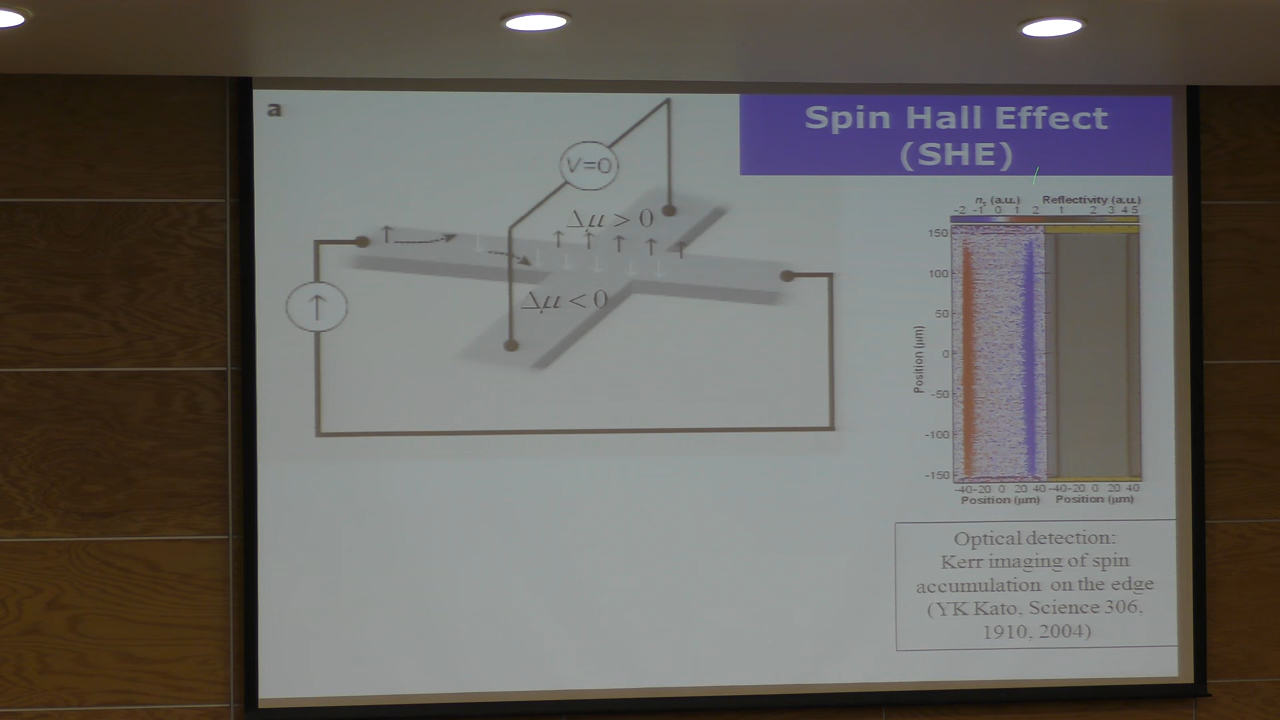 a
Spin Hall Effect
(SHE)
V=0
Δμ > 0
Δμ < 0
nₛ (a.u.) Reflectivity (a.u.)
-2 -1 0 1 2 1 2 3 4 5
150
100
50
0
-50
-100
-150
Position (μm)
-40 -20 0 20 40 -40 -20 0 20 40
Position (μm) Position (μm)
Optical detection:
Kerr imaging of spin
accumulation on the edge
(YK Kato, Science 306,
1910, 2004)